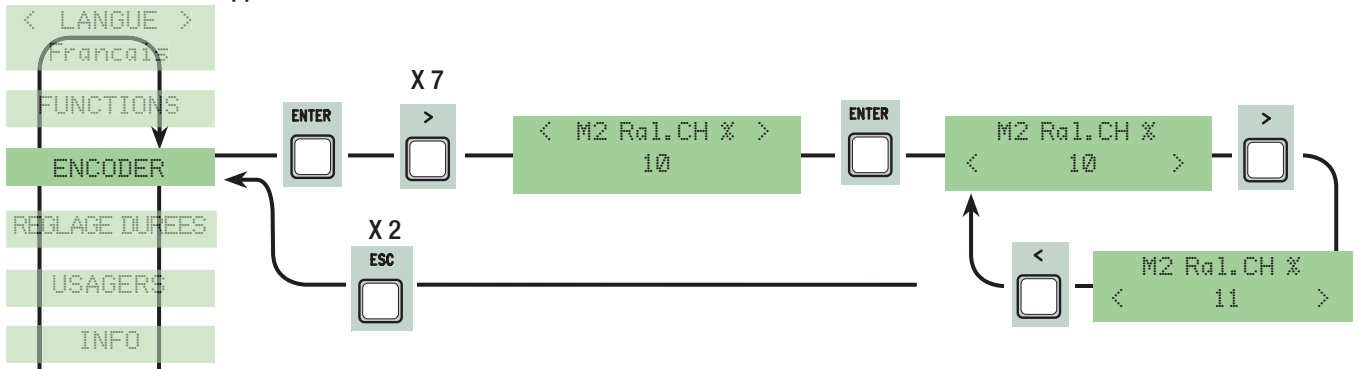 < LANGUE >
Francais
FUNCTIONS
ENCODER
REGLAGE DUREES
USAGERS
INFO
ENTER
X 7
>
< M2 Ral.CH % >
10
ENTER
M2 Ral.CH %
< 10 >
>
X 2
ESC
<
M2 Ral.CH %
< 11 >